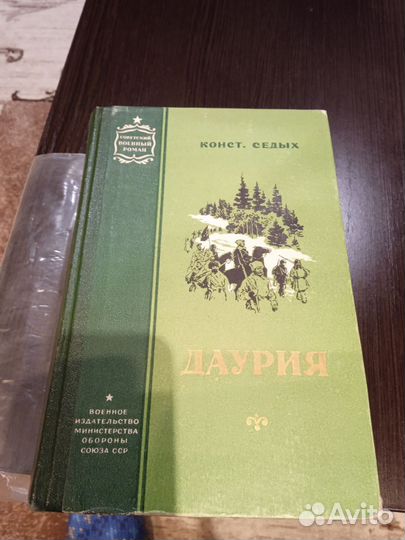 СОВЕТСКИЙ
ВОЕННЫЙ
РОМАН
КОНСТ. СЕДЫХ
ДАУРИЯ
ВОЕННОЕ
ИЗДАТЕЛЬСТВО
МИНИСТЕРСТВА
ОБОРОНЫ
СОЮЗА ССР
Avito